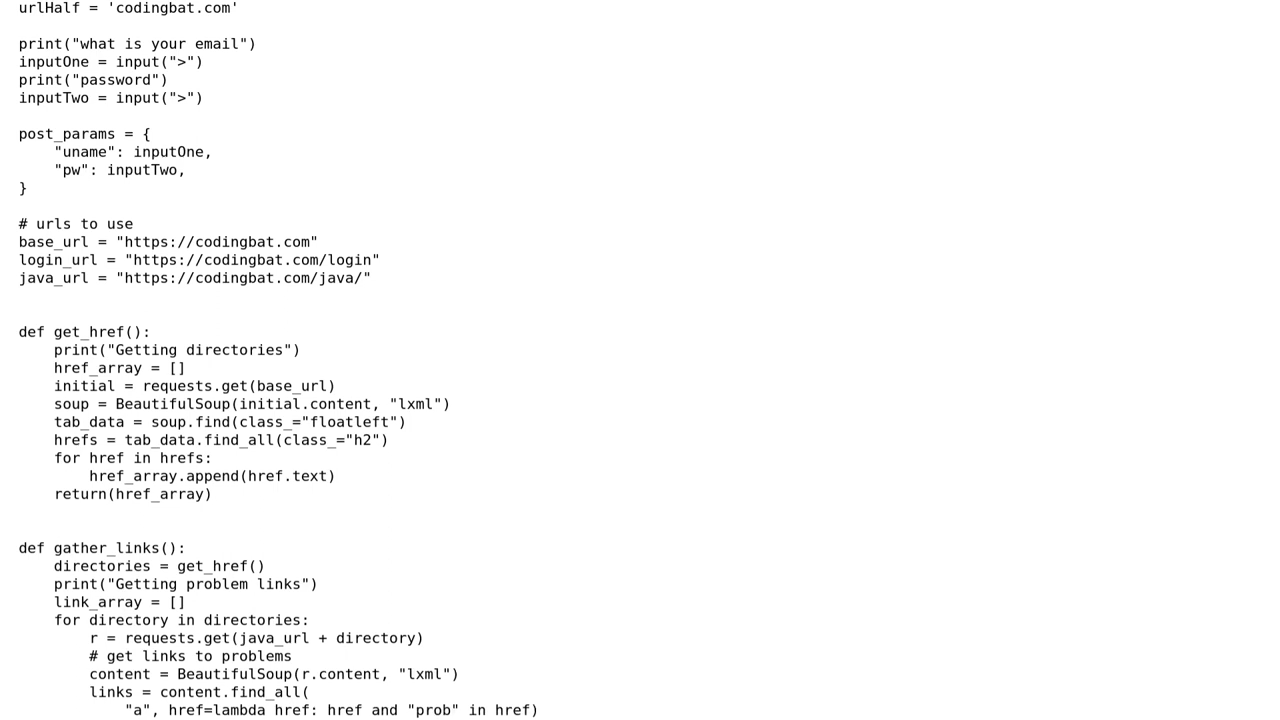 urlHalf = 'codingbat.com'

print("what is your email")
inputOne = input(">")
print("password")
inputTwo = input(">")

post_params = {
    "uname": inputOne,
    "pw": inputTwo,
}

# urls to use
base_url = "https://codingbat.com"
login_url = "https://codingbat.com/login"
java_url = "https://codingbat.com/java/"


def get_href():
    print("Getting directories")
    href_array = []
    initial = requests.get(base_url)
    soup = BeautifulSoup(initial.content, "lxml")
    tab_data = soup.find(class_="floatleft")
    hrefs = tab_data.find_all(class_="h2")
    for href in hrefs:
        href_array.append(href.text)
    return(href_array)


def gather_links():
    directories = get_href()
    print("Getting problem links")
    link_array = []
    for directory in directories:
        r = requests.get(java_url + directory)
        # get links to problems
        content = BeautifulSoup(r.content, "lxml")
        links = content.find_all(
            "a", href=lambda href: href and "prob" in href)